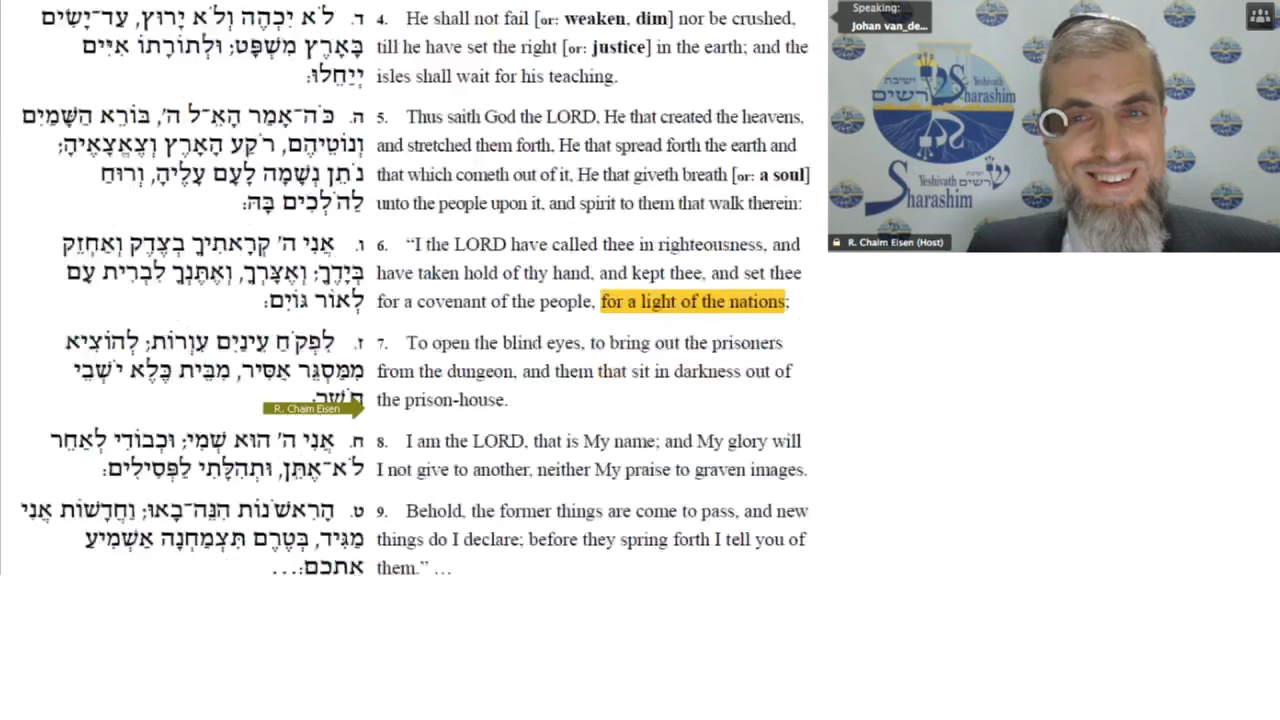 ד. לֹא יִכְהֶה וְלֹא יָרוּץ, עַד־יָשִׂים
בָּאָרֶץ מִשְׁפָּט; וּלְתוֹרָתוֹ אִיִּים
יְיַחֵלוּ:
4. He shall not fail [or: weaken, dim] nor be crushed,
till he have set the right [or: justice] in the earth; and the
isles shall wait for his teaching.
ה. כֹּה־אָמַר הָאֵ־ל ה', בּוֹרֵא הַשָּׁמַיִם
וְנוֹטֵיהֶם, רֹקַע הָאָרֶץ וְצֶאֱצָאֶיהָ;
נֹתֵן נְשָׁמָה לָעָם עָלֶיהָ, וְרוּחַ
לַהֹלְכִים בָּהּ:
5. Thus saith God the LORD, He that created the heavens,
and stretched them forth, He that spread forth the earth and
that which cometh out of it, He that giveth breath [or: a soul]
unto the people upon it, and spirit to them that walk therein:
ו. אֲנִי ה' קְרָאתִיךָ בְצֶדֶק וְאַחְזֵק
בְּיָדֶךָ; וְאֶצָּרְךָ, וְאֶתֶּנְךָ לִבְרִית עָם
לְאוֹר גּוֹיִם:
6. “I the LORD have called thee in righteousness, and
have taken hold of thy hand, and kept thee, and set thee
for a covenant of the people, for a light of the nations;
ז. לִפְקֹחַ עֵינַיִם עִוְרוֹת; לְהוֹצִיא
מִמַּסְגֵּר אַסִּיר, מִבֵּית כֶּלֶא יֹשְׁבֵי
חֹשֶׁךְ:
R. Chaim Eisen
7. To open the blind eyes, to bring out the prisoners
from the dungeon, and them that sit in darkness out of
the prison-house.
ח. אֲנִי ה' הוּא שְׁמִי; וּכְבוֹדִי לְאַחֵר
לֹא־אֶתֵּן, וּתְהִלָּתִי לַפְּסִילִים:
8. I am the LORD, that is My name; and My glory will
I not give to another, neither My praise to graven images.
ט. הָרִאשֹׁנוֹת הִנֵּה־בָאוּ; וַחֲדָשׁוֹת אֲנִי
מַגִּיד, בְּטֶרֶם תִּצְמַחְנָה אַשְׁמִיעַ
אֶתְכֶם:...
9. Behold, the former things are come to pass, and new
things do I declare; before they spring forth I tell you of
them.” …
Speaking:
Johan van_de...
ישיבת
שרשים
Yeshivath
Sharashim
ישיבת
Yeshivath שרשים
Sharashim
R. Chaim Eisen (Host)